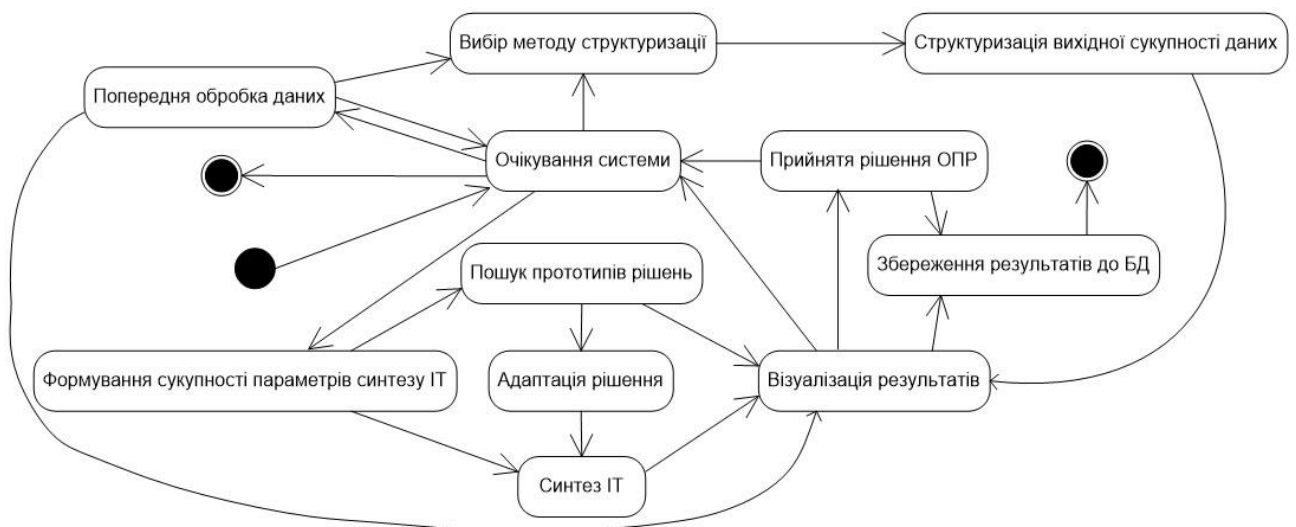 Вибір методу структуризації
Структуризація вихідної сукупності даних
Попередня обробка даних
Очікування системи
Прийнятя рішення ОПР
Збереження результатів до БД
Пошук прототипів рішень
Формування сукупності параметрів синтезу ІТ
Адаптація рішення
Візуалізація результатів
Синтез ІТ